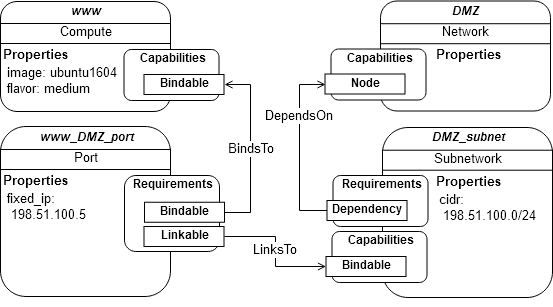 www
Compute
Properties
image: ubuntu1604
flavor: medium
Capabilities
Bindable
DMZ
Network
Capabilities
Node
Properties
DependsOn
BindsTo
www_DMZ_port
Port
Properties
fixed_ip:
198.51.100.5
Requirements
Bindable
Linkable
LinksTo
DMZ_subnet
Subnetwork
Requirements
Dependency
Properties
cidr:
198.51.100.0/24
Capabilities
Bindable